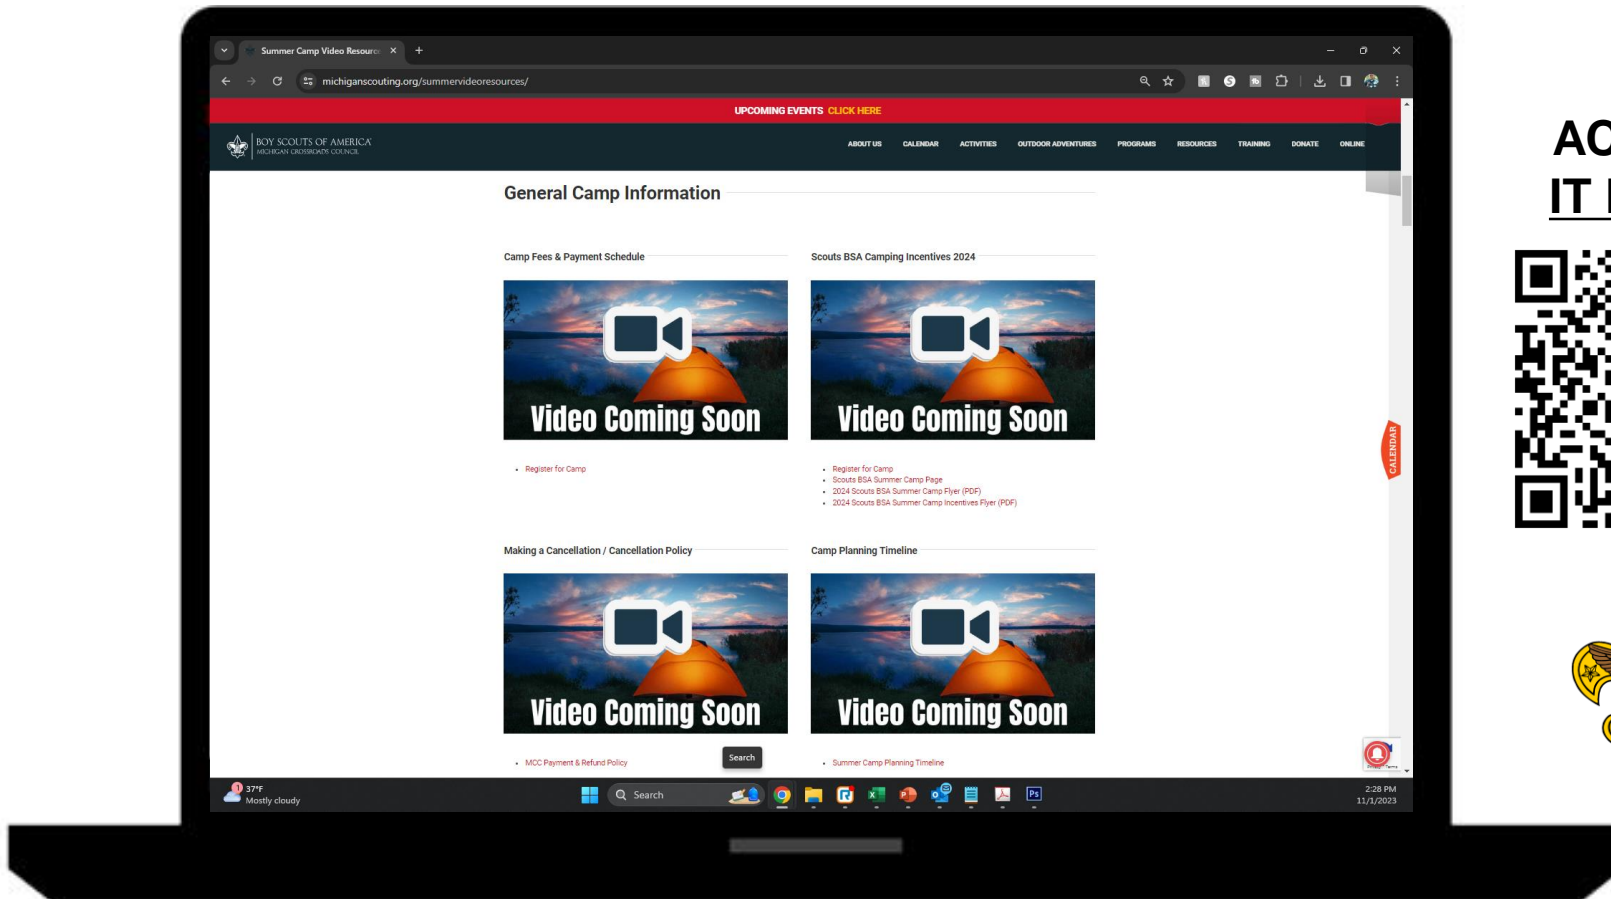 Summer Camp Video Resource
michiganscouting.org/summervideoresources/
UPCOMING EVENTS CLICK HERE
BOY SCOUTS OF AMERICA
MICHIGAN CROSSROADS COUNCIL
ABOUT US CALENDAR ACTIVITIES OUTDOOR ADVENTURES PROGRAMS RESOURCES TRAINING DONATE ONLINE
General Camp Information
Camp Fees & Payment Schedule
Video Coming Soon
Register for Camp
Scouts BSA Camping Incentives 2024
Video Coming Soon
Register for Camp
Scouts BSA Summer Camp Page
2024 Scouts BSA Summer Camp Flyer (PDF)
2024 Scouts BSA Summer Camp Incentives Flyer (PDF)
Making a Cancellation / Cancellation Policy
Video Coming Soon
MCC Payment & Refund Policy
Camp Planning Timeline
Video Coming Soon
Summer Camp Planning Timeline
Search
CALENDAR
Terms
1
37°F
Mostly cloudy
Search
Ps
2:28 PM
11/1/2023
IT